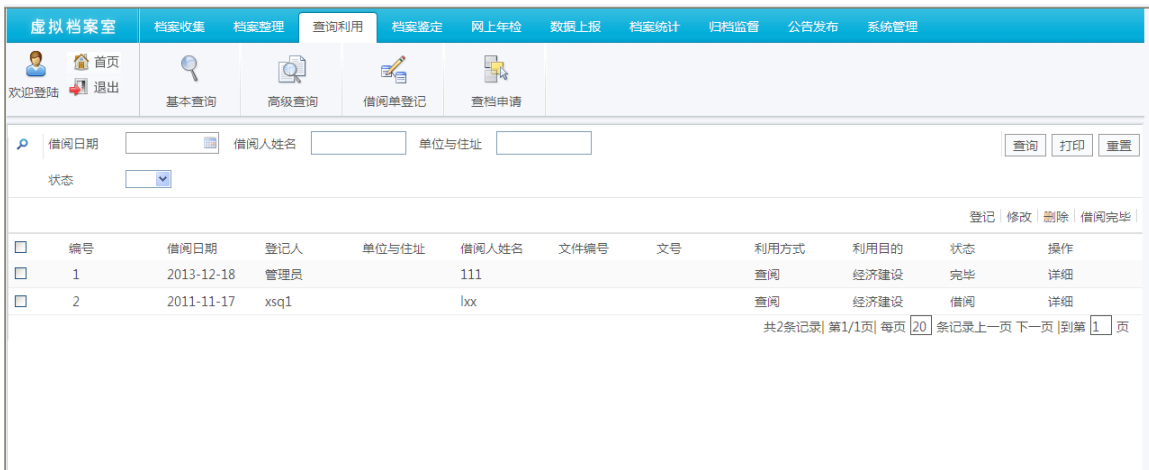 虚拟档案室 档案收集 档案整理 查询利用 档案鉴定 网上年检 数据上报 档案统计 归档监督 公告发布 系统管理
首页
欢迎登陆 退出
基本查询 高级查询 借阅单登记 查档申请
借阅日期 借阅人姓名 单位与住址 查询 打印 重置
状态
登记 修改 删除 借阅完毕
编号 借阅日期 登记人 单位与住址 借阅人姓名 文件编号 文号 利用方式 利用目的 状态 操作
1 2013-12-18 管理员 111 查阅 经济建设 完毕 详细
2 2011-11-17 xsq1 lxx 查阅 经济建设 借阅 详细
共2条记录| 第1/1页| 每页 20 条记录上一页 下一页 |到第 1 页